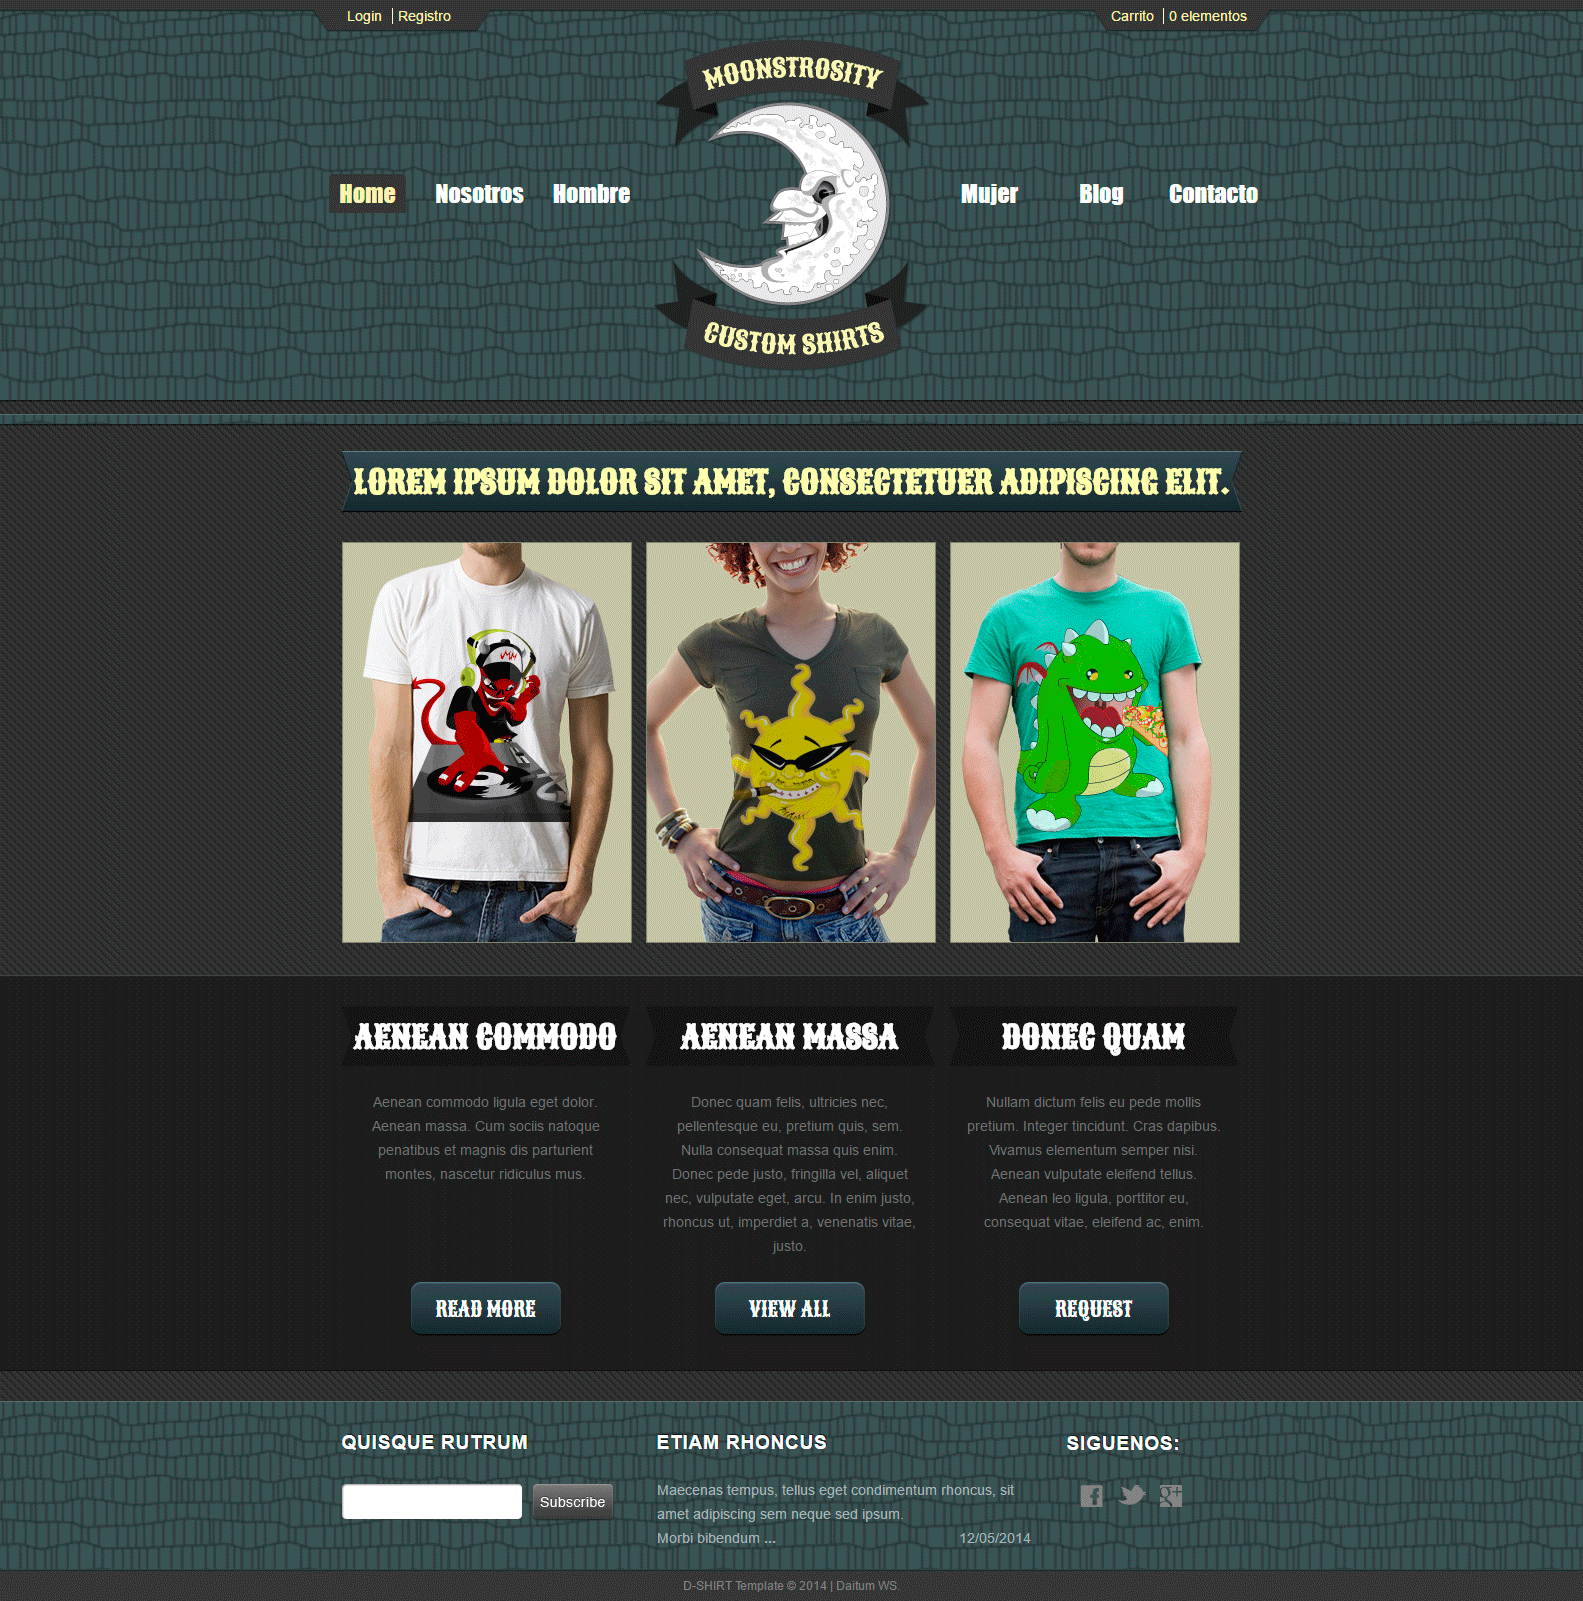 Login | Registro
Carrito | 0 elementos
MOONSTROSITY
Home
Nosotros
Hombre
Mujer
Blog
Contacto
CUSTOM SHIRTS
LOREM IPSUM DOLOR SIT AMET, CONSECTETUER ADIPISCING ELIT.
AENEAN COMMODO
Aenean commodo ligula eget dolor.
Aenean massa. Cum sociis natoque
penatibus et magnis dis parturient
montes, nascetur ridiculus mus.
READ MORE
AENEAN MASSA
Donec quam felis, ultricies nec,
pellentesque eu, pretium quis, sem.
Nulla consequat massa quis enim.
Donec pede justo, fringilla vel, aliquet
nec, vulputate eget, arcu. In enim justo,
rhoncus ut, imperdiet a, venenatis vitae,
justo.
VIEW ALL
DONEC QUAM
Nullam dictum felis eu pede mollis
pretium. Integer tincidunt. Cras dapibus.
Vivamus elementum semper nisi.
Aenean vulputate eleifend tellus.
Aenean leo ligula, porttitor eu,
consequat vitae, eleifend ac, enim.
REQUEST
QUISQUE RUTRUM
Subscribe
ETIAM RHONCUS
Maecenas tempus, tellus eget condimentum rhoncus, sit
amet adipiscing sem neque sed ipsum.
Morbi bibendum ...
12/05/2014
SIGUENOS:
D-SHIRT Template © 2014 | Daitum WS.